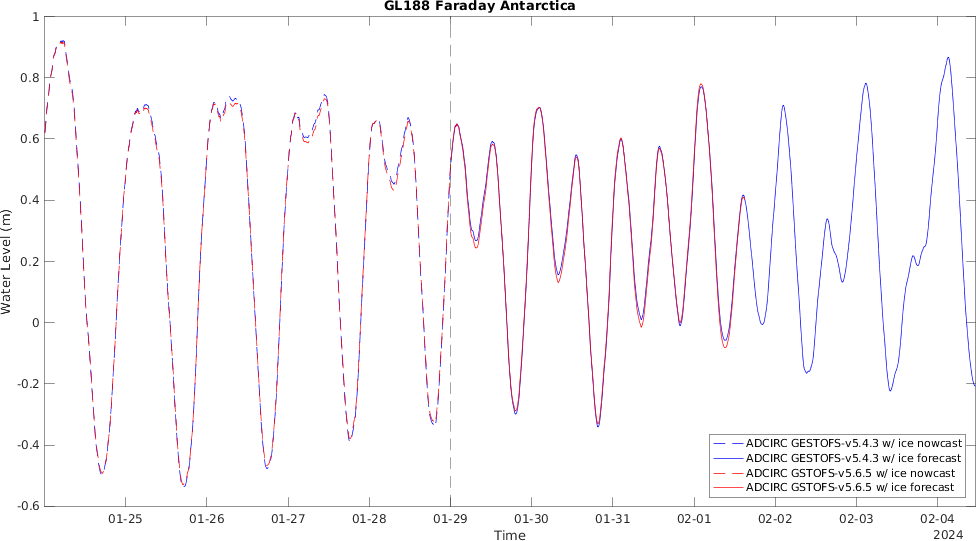 GL188 Faraday Antarctica
1
0.8
0.6
0.4
0.2
0
-0.2
-0.4
-0.6
Water Level (m)
ADCIRC GESTOFS-v5.4.3 w/ ice nowcast
ADCIRC GESTOFS-v5.4.3 w/ ice forecast
ADCIRC GSTOFS-v5.6.5 w/ ice nowcast
ADCIRC GSTOFS-v5.6.5 w/ ice forecast
01-25 01-26 01-27 01-28 01-29 01-30 01-31 02-01 02-02 02-03 02-04
Time
2024